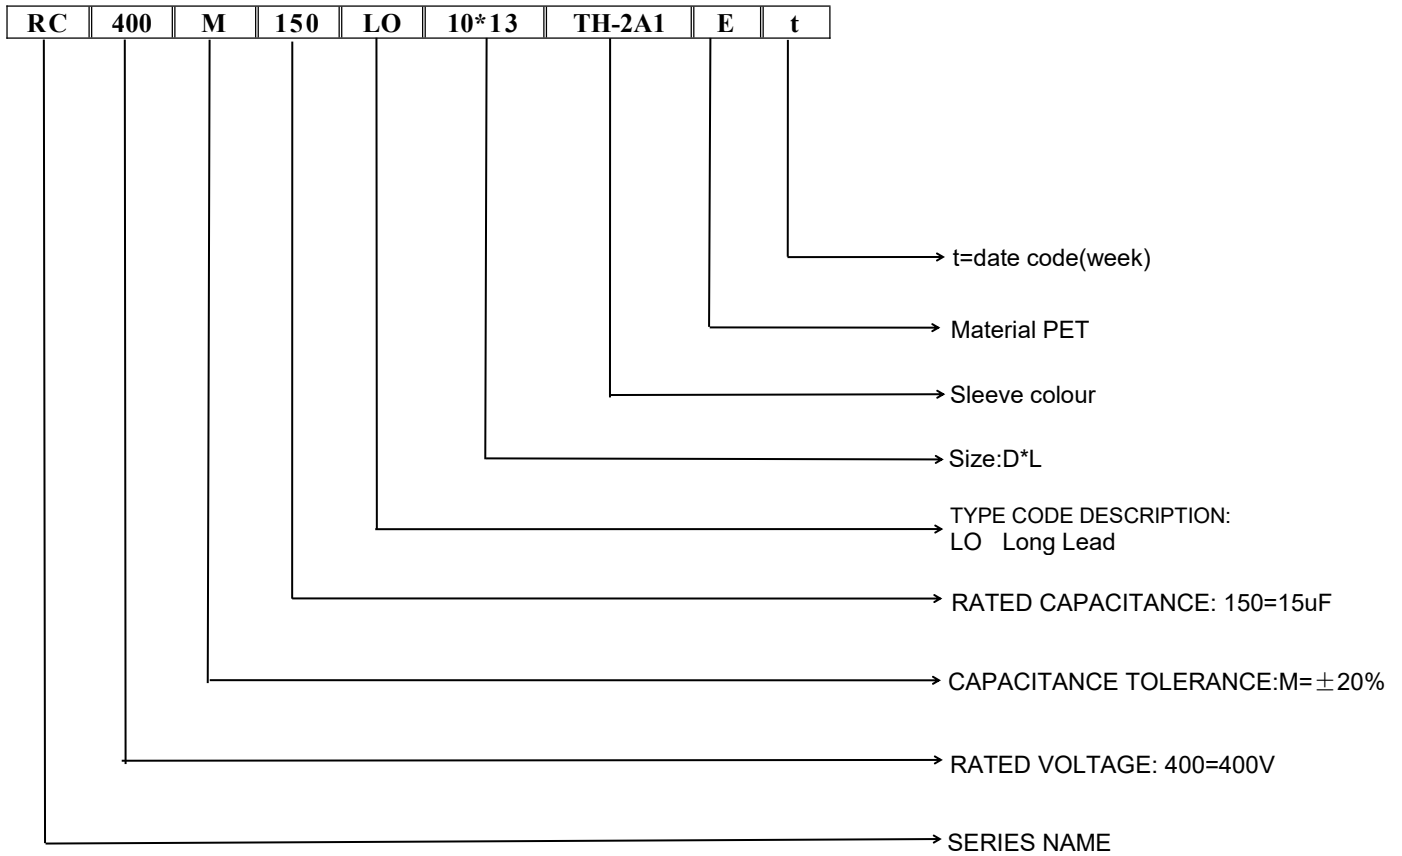 RC 400 M 150 LO 10*13 TH-2A1 E t
t=date code(week)
Material PET
Sleeve colour
Size:D*L
TYPE CODE DESCRIPTION:
LO Long Lead
RATED CAPACITANCE: 150=15uF
CAPACITANCE TOLERANCE:M=±20%
RATED VOLTAGE: 400=400V
SERIES NAME